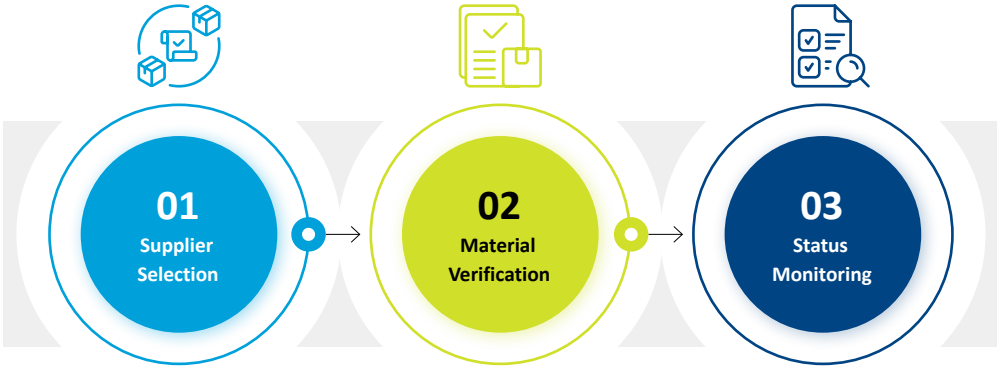 01
Supplier
Selection
02
Material
Verification
03
Status
Monitoring